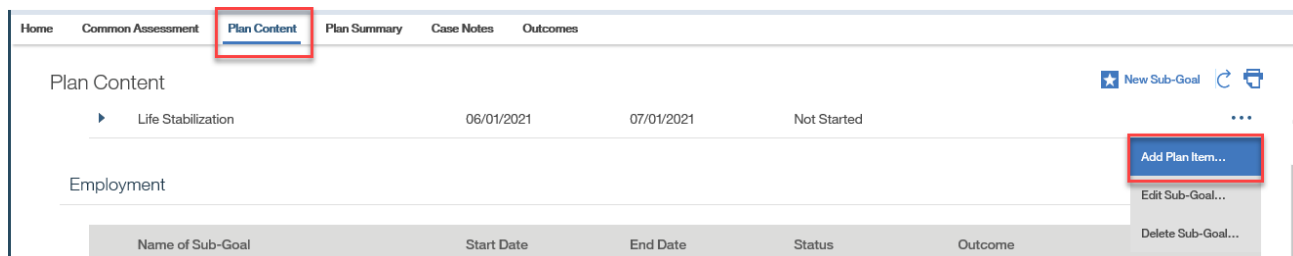 Home Common Assessment Plan Content Plan Summary Case Notes Outcomes
Plan Content
New Sub-Goal
Life Stabilization 06/01/2021 07/01/2021 Not Started
Add Plan Item...
Employment
Edit Sub-Goal...
Delete Sub-Goal...
Name of Sub-Goal Start Date End Date Status Outcome